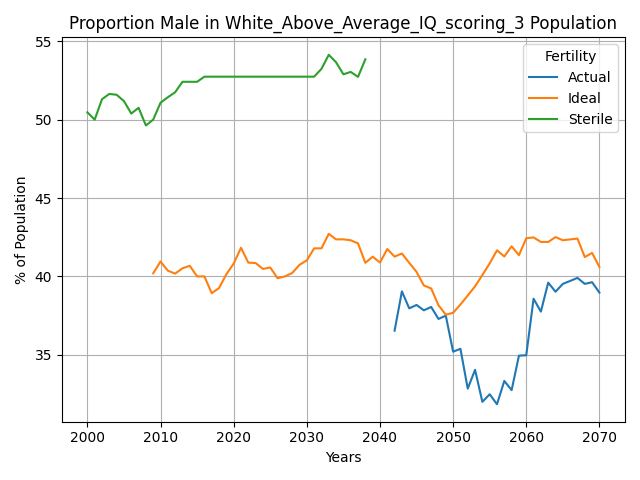 Proportion Male in White_Above_Average_IQ_scoring_3 Population
% of Population
55
50
45
40
35
Fertility
Actual
Ideal
Sterile
2000 2010 2020 2030 2040 2050 2060 2070
Years